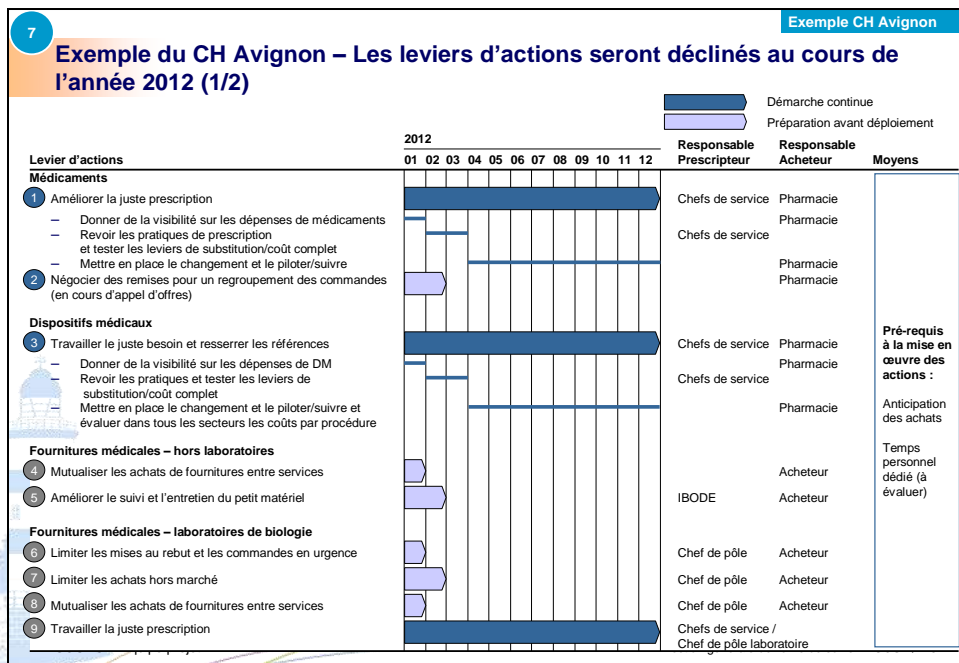 7
Exemple CH Avignon
Exemple du CH Avignon – Les leviers d'actions seront déclinés au cours de
l'année 2012 (1/2)
Démarche continue
Préparation avant déploiement
2012
Levier d'actions
01 02 03 04 05 06 07 08 09 10 11 12
Responsable
Prescripteur
Responsable
Acheteur
Moyens
Médicaments
1 Améliorer la juste prescription Chefs de service Pharmacie
– Donner de la visibilité sur les dépenses de médicaments Pharmacie
– Revoir les pratiques de prescription Chefs de service
et tester les leviers de substitution/coût complet
– Mettre en place le changement et le piloter/suivre Pharmacie
2 Négocier des remises pour un regroupement des commandes Pharmacie
(en cours d'appel d'offres)
Dispositifs médicaux
3 Travailler le juste besoin et resserrer les références Chefs de service Pharmacie
– Donner de la visibilité sur les dépenses de DM Pharmacie
– Revoir les pratiques et tester les leviers de Chefs de service
substitution/coût complet
– Mettre en place le changement et le piloter/suivre et Pharmacie
évaluer dans tous les secteurs les coûts par procédure
Fournitures médicales – hors laboratoires
4 Mutualiser les achats de fournitures entre services Acheteur
5 Améliorer le suivi et l'entretien du petit matériel IBODE Acheteur
Fournitures médicales – laboratoires de biologie
6 Limiter les mises au rebut et les commandes en urgence Chef de pôle Acheteur
7 Limiter les achats hors marché Chef de pôle Acheteur
8 Mutualiser les achats de fournitures entre services Chef de pôle Acheteur
9 Travailler la juste prescription Chefs de service /
Chef de pôle laboratoire
Pré-requis
à la mise en
œuvre des
actions :
Anticipation
des achats
Temps
personnel
dédié (à
évaluer)